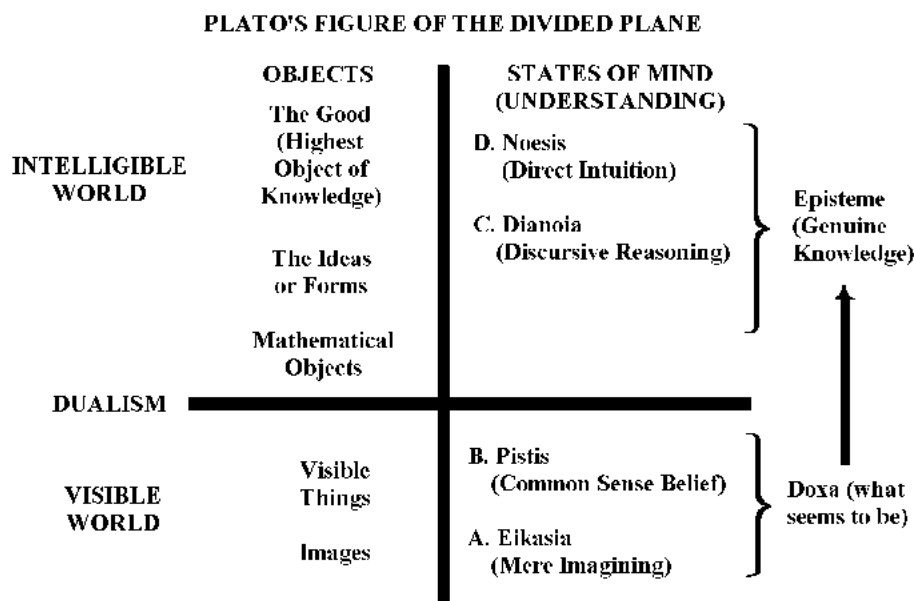 PLATO'S FIGURE OF THE DIVIDED PLANE
OBJECTS
STATES OF MIND
(UNDERSTANDING)
INTELLIGIBLE
WORLD
The Good
(Highest
Object of
Knowledge)
The Ideas
or Forms
Mathematical
Objects
D. Noesis
(Direct Intuition)
C. Dianoia
(Discursive Reasoning)
Episteme
(Genuine
Knowledge)
DUALISM
VISIBLE
WORLD
Visible
Things
Images
B. Pistis
(Common Sense Belief)
A. Eikasia
(Mere Imagining)
Doxa (what
seems to be)